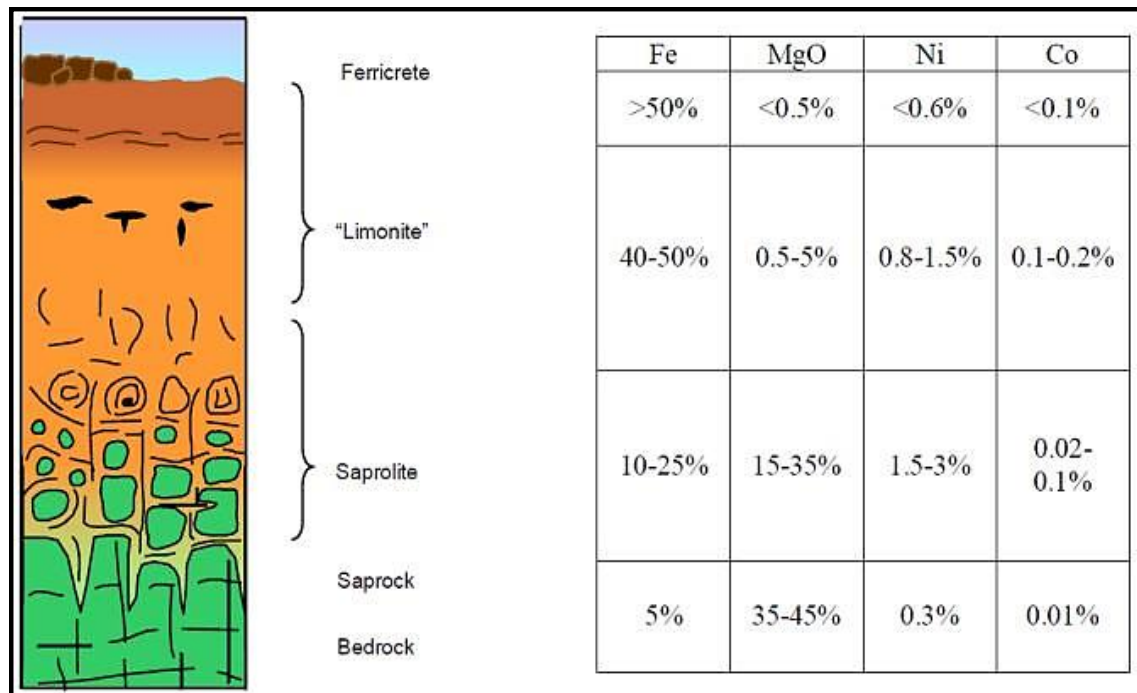 Ferricrete
"Limonite"
Saprolite
Saprock
Bedrock
Fe MgO Ni Co
>50% <0.5% <0.6% <0.1%
40-50% 0.5-5% 0.8-1.5% 0.1-0.2%
10-25% 15-35% 1.5-3% 0.02-
0.1%
5% 35-45% 0.3% 0.01%